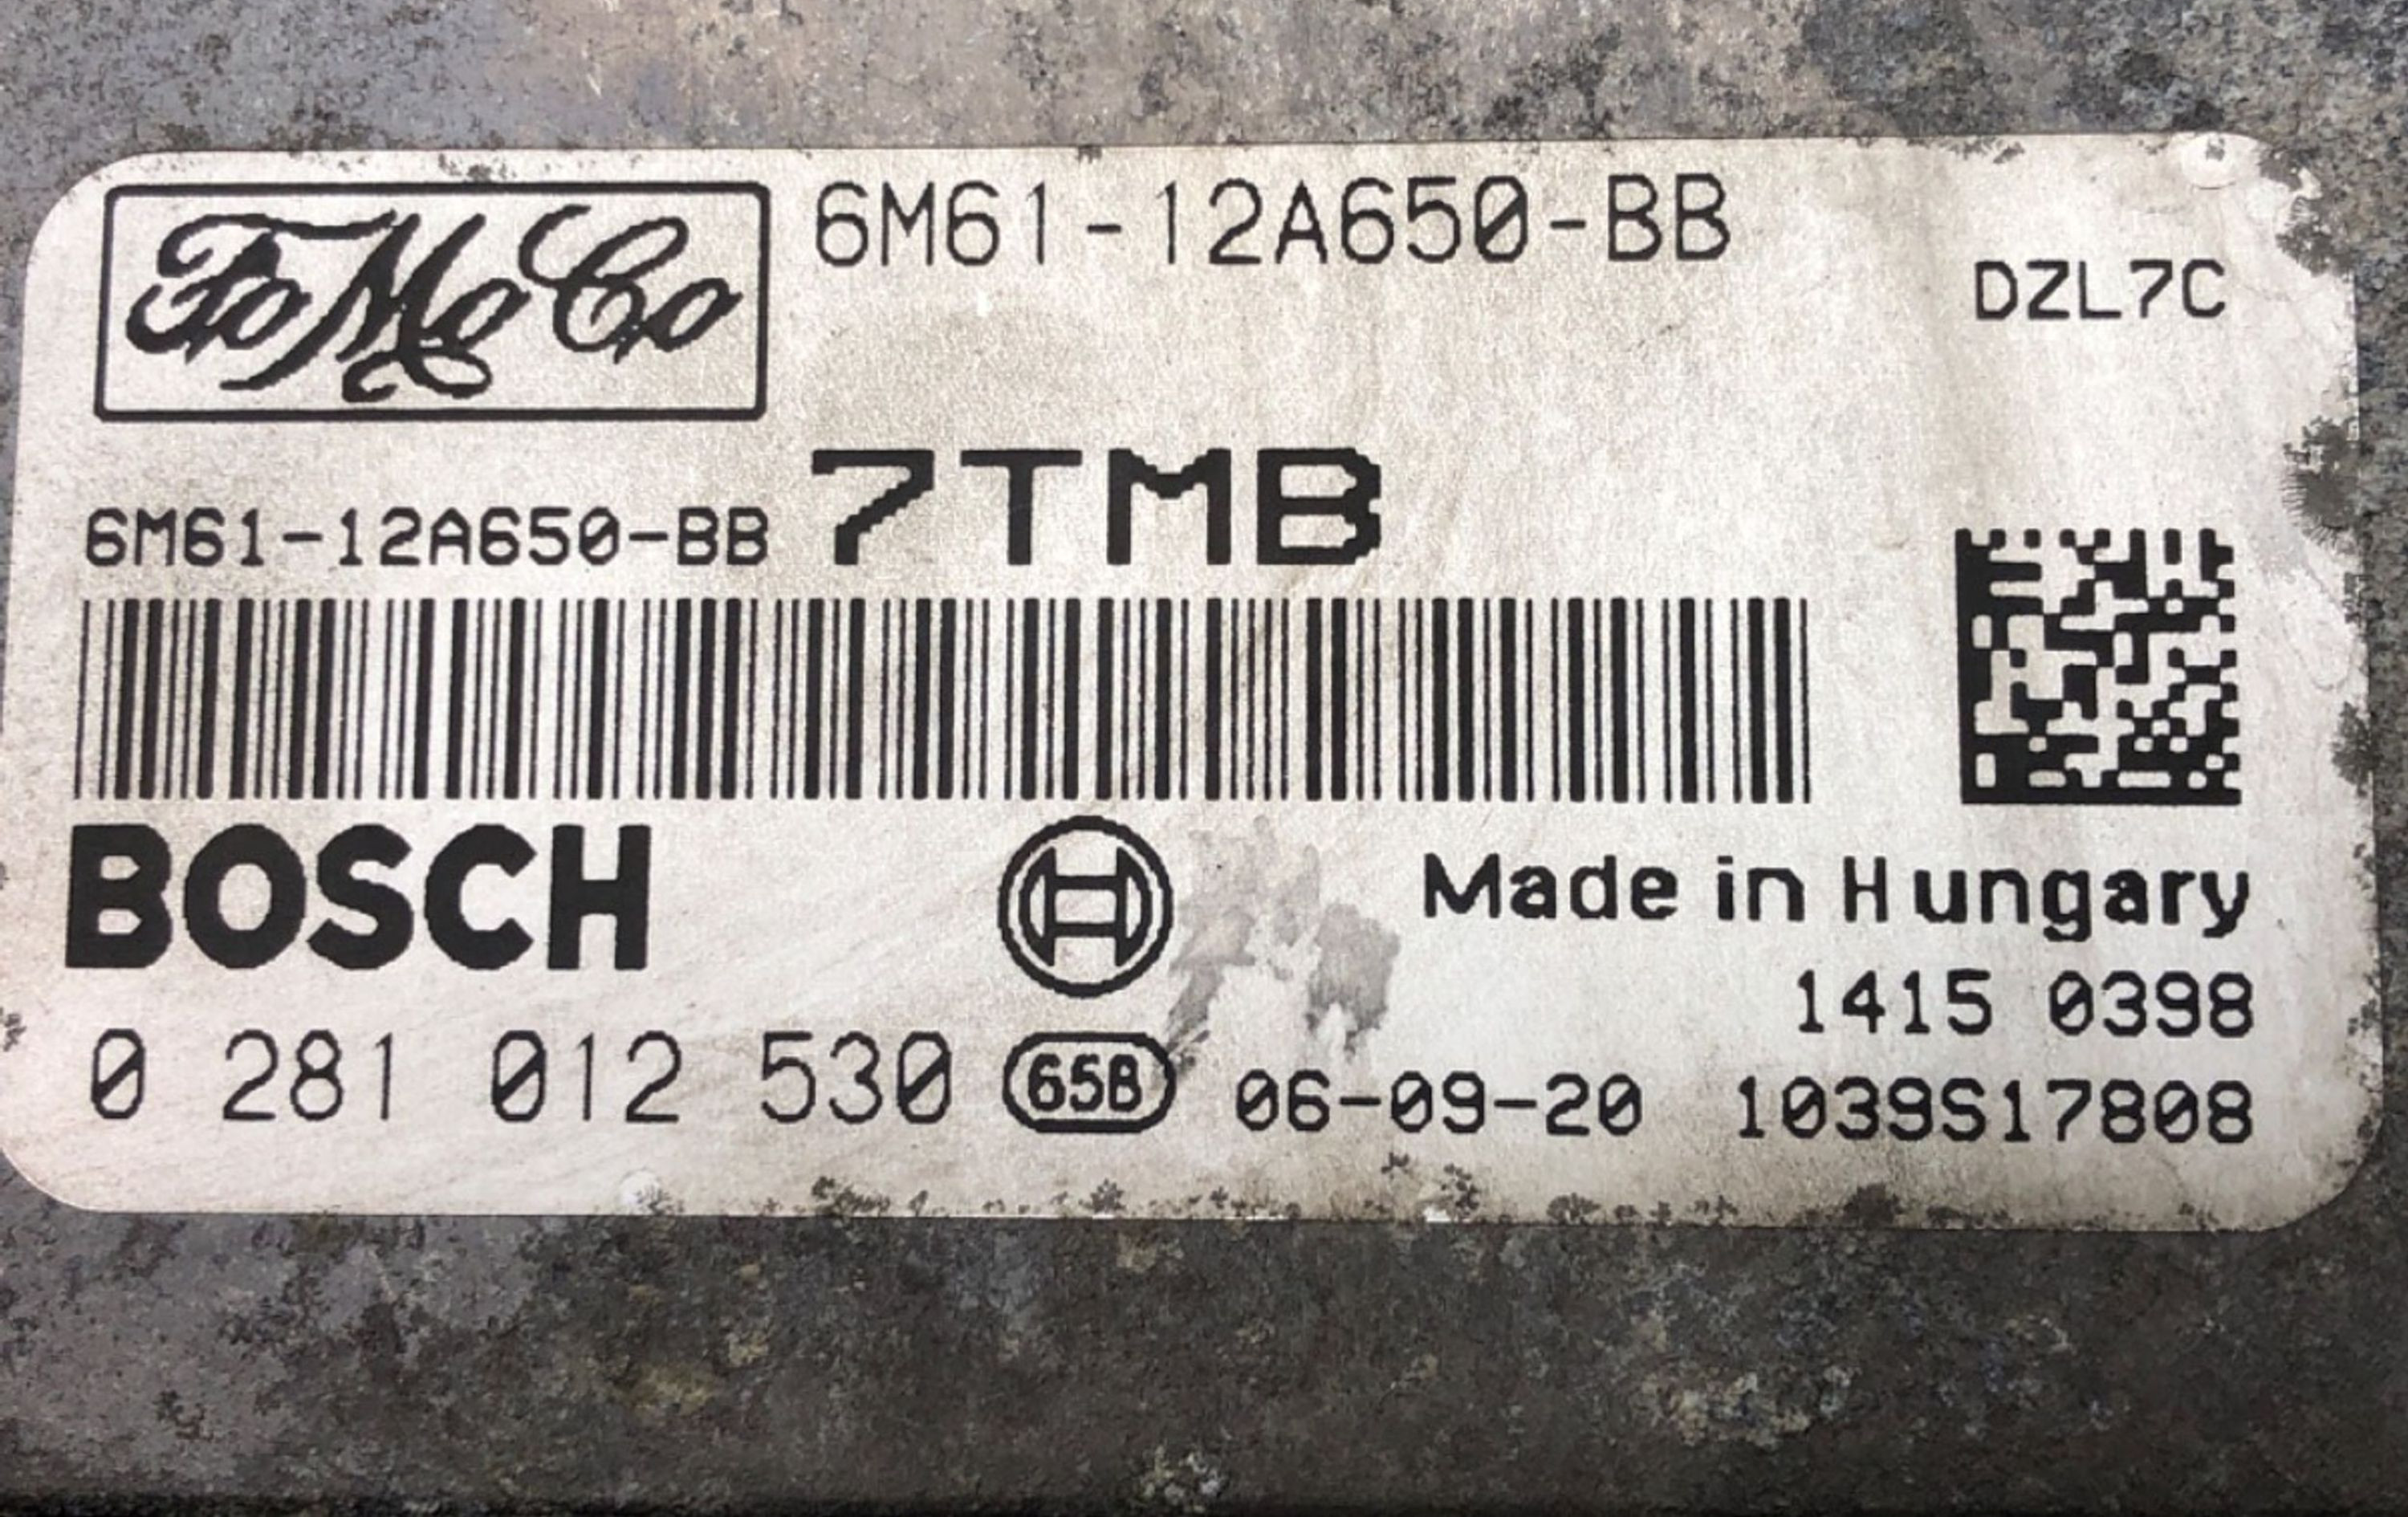 FoMoCo 6M61-12A650-BB
DZL7C
6M61-12A650-BB 7TMB
BOSCH
Made in Hungary
1415 0398
0 281 012 530 65B 06-09-20 1039S17808